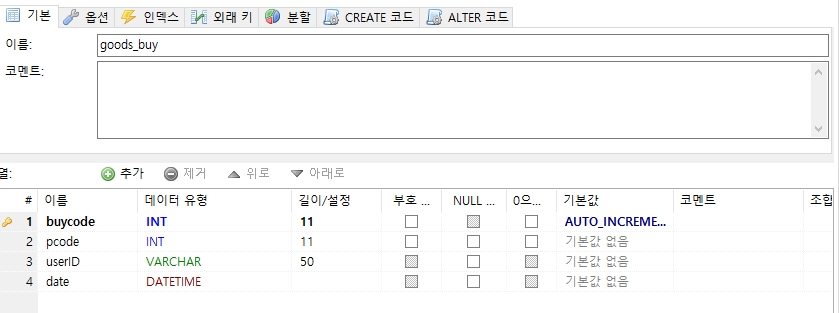 기본 옵션 인덱스 외래 키 분할 CREATE 코드 ALTER 코드
이름: goods_buy
코멘트:
열: 추가 제거 위로 아래로
# 이름 데이터 유형 길이/설정 부호 ... NULL ... 0으... 기본값 코멘트 조합
1 buycode INT 11 AUTO_INCREME...
2 pcode INT 11 기본값 없음
3 userID VARCHAR 50 기본값 없음
4 date DATETIME 기본값 없음